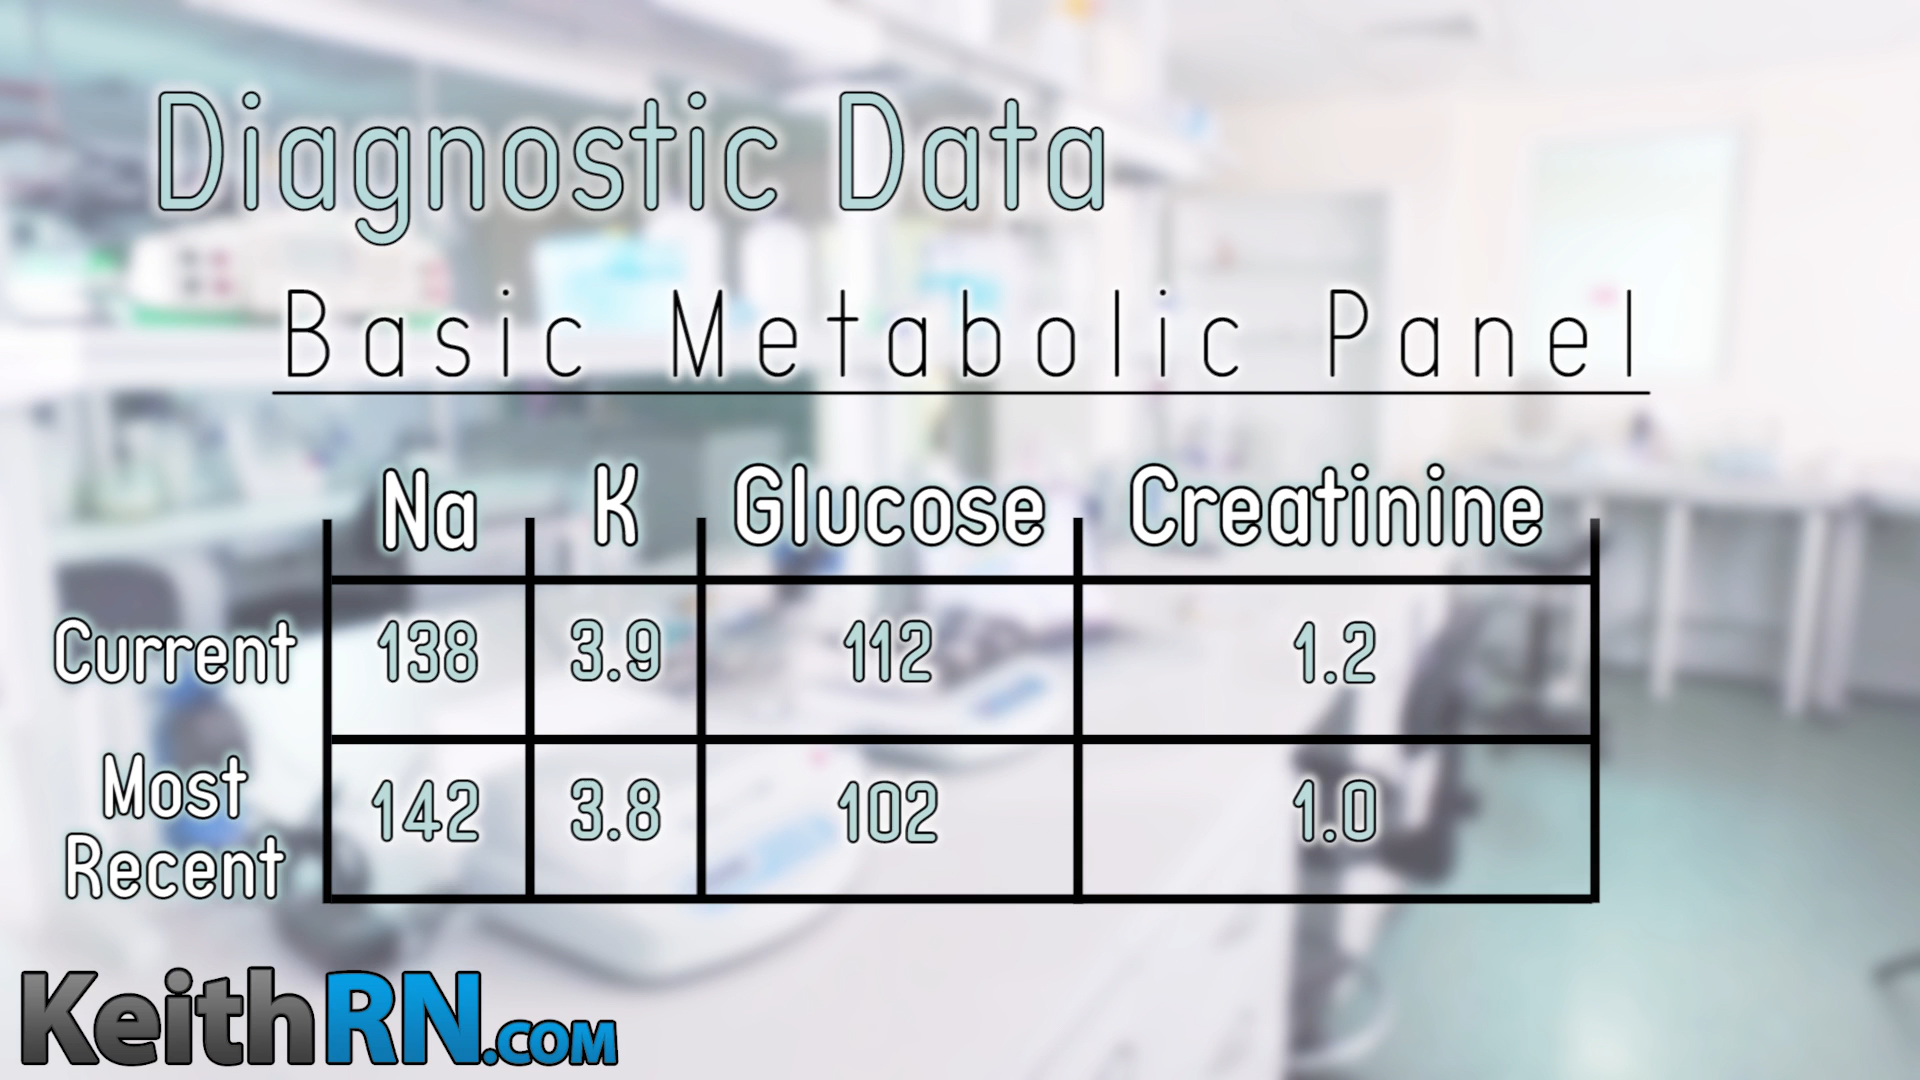 Diagnostic Data
Basic Metabolic Panel
Na K Glucose Creatinine
Current 138 3.9 112 1.2
Most
Recent 142 3.8 102 1.0
KeithRN.COM